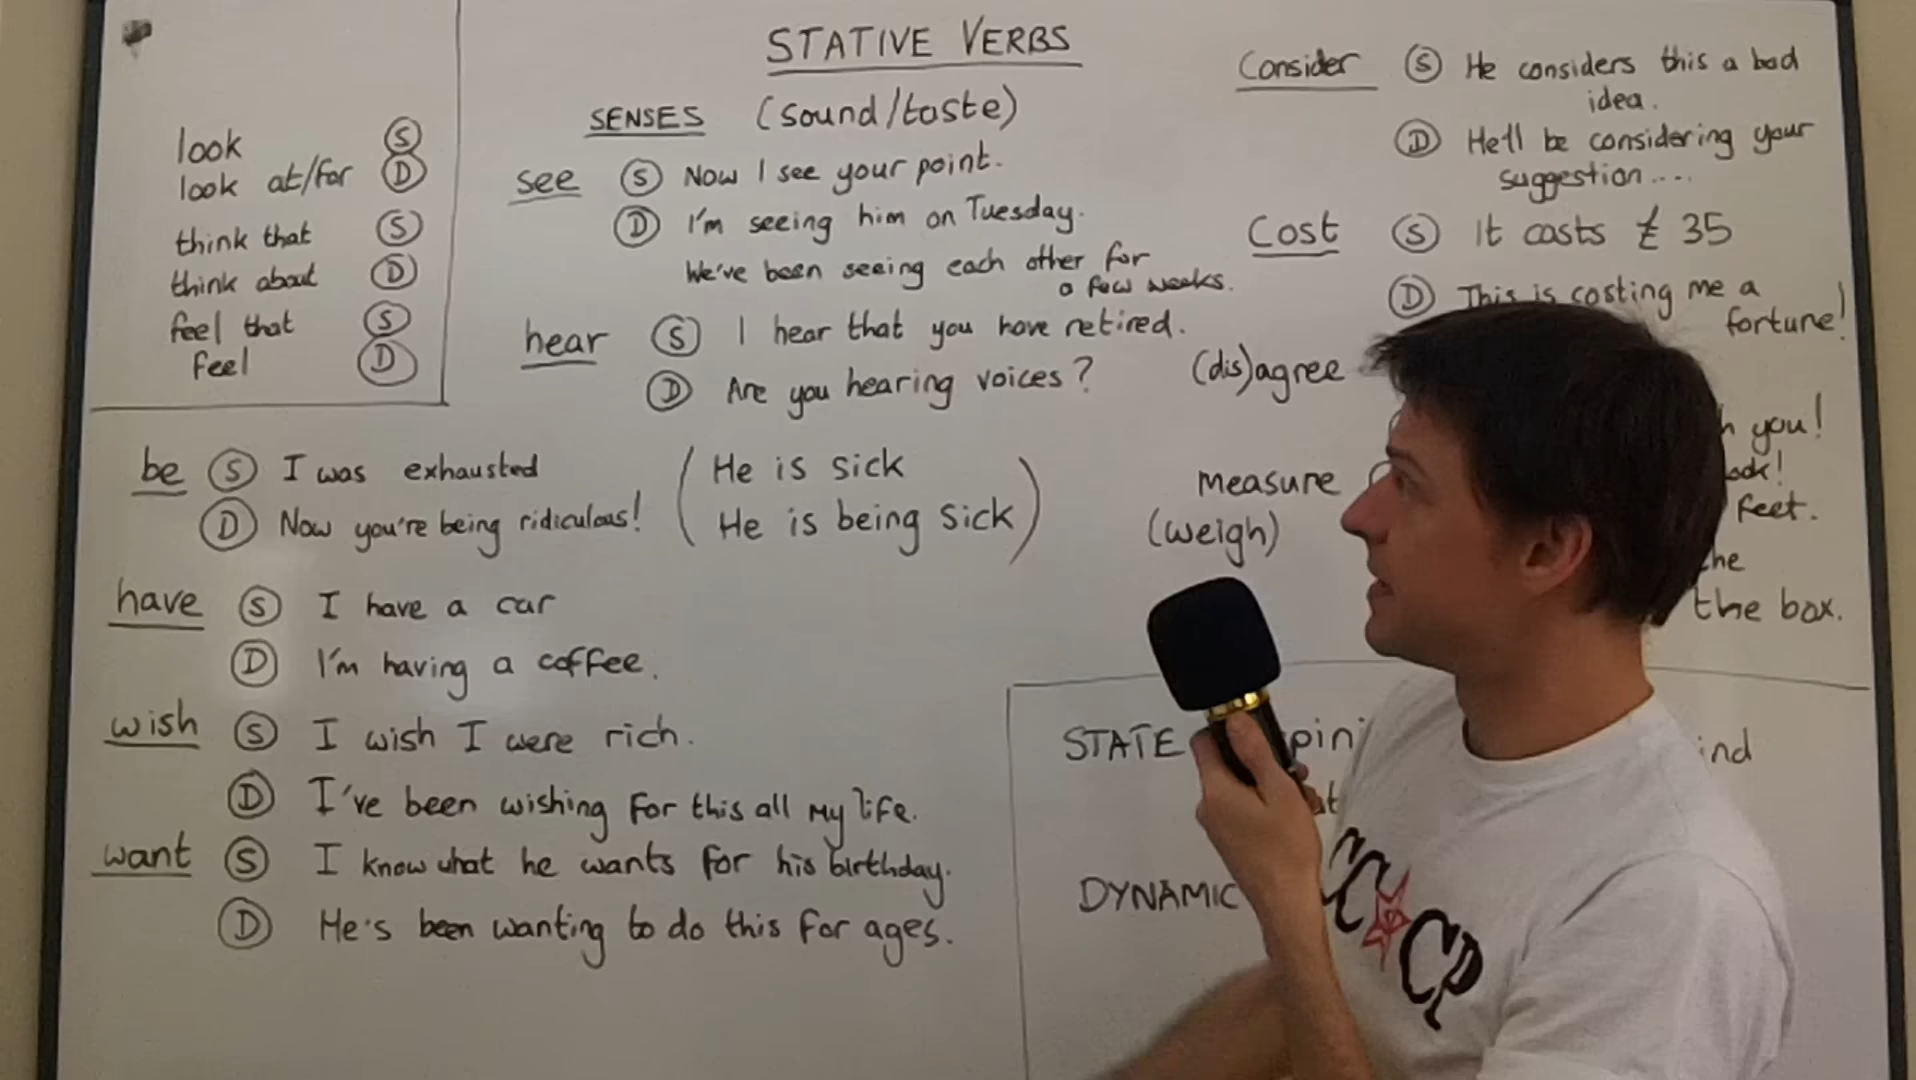 STATIVE VERBS
look Ⓢ
look at/for Ⓓ
think that Ⓢ
think about Ⓓ
feel that Ⓢ
feel Ⓓ
SENSES (sound/taste)
see Ⓢ Now I see your point.
Ⓓ I'm seeing him on Tuesday.
We've been seeing each other for
a few weeks.
hear Ⓢ I hear that you have retired.
Ⓓ Are you hearing voices?
be Ⓢ I was exhausted
Ⓓ Now you're being ridiculous!
(He is sick
He is being sick)
have Ⓢ I have a car
Ⓓ I'm having a coffee.
wish Ⓢ I wish I were rich.
Ⓓ I've been wishing for this all my life.
want Ⓢ I know what he wants for his birthday.
Ⓓ He's been wanting to do this for ages.
Consider Ⓢ He considers this a bad
idea.
Ⓓ He'll be considering your
suggestion....
Cost Ⓢ It costs £ 35
Ⓓ This is costing me a
fortune!
(dis)agree
you!
measure
feet.
(weigh)
the box.
STATE
DYNAMIC
CCCP